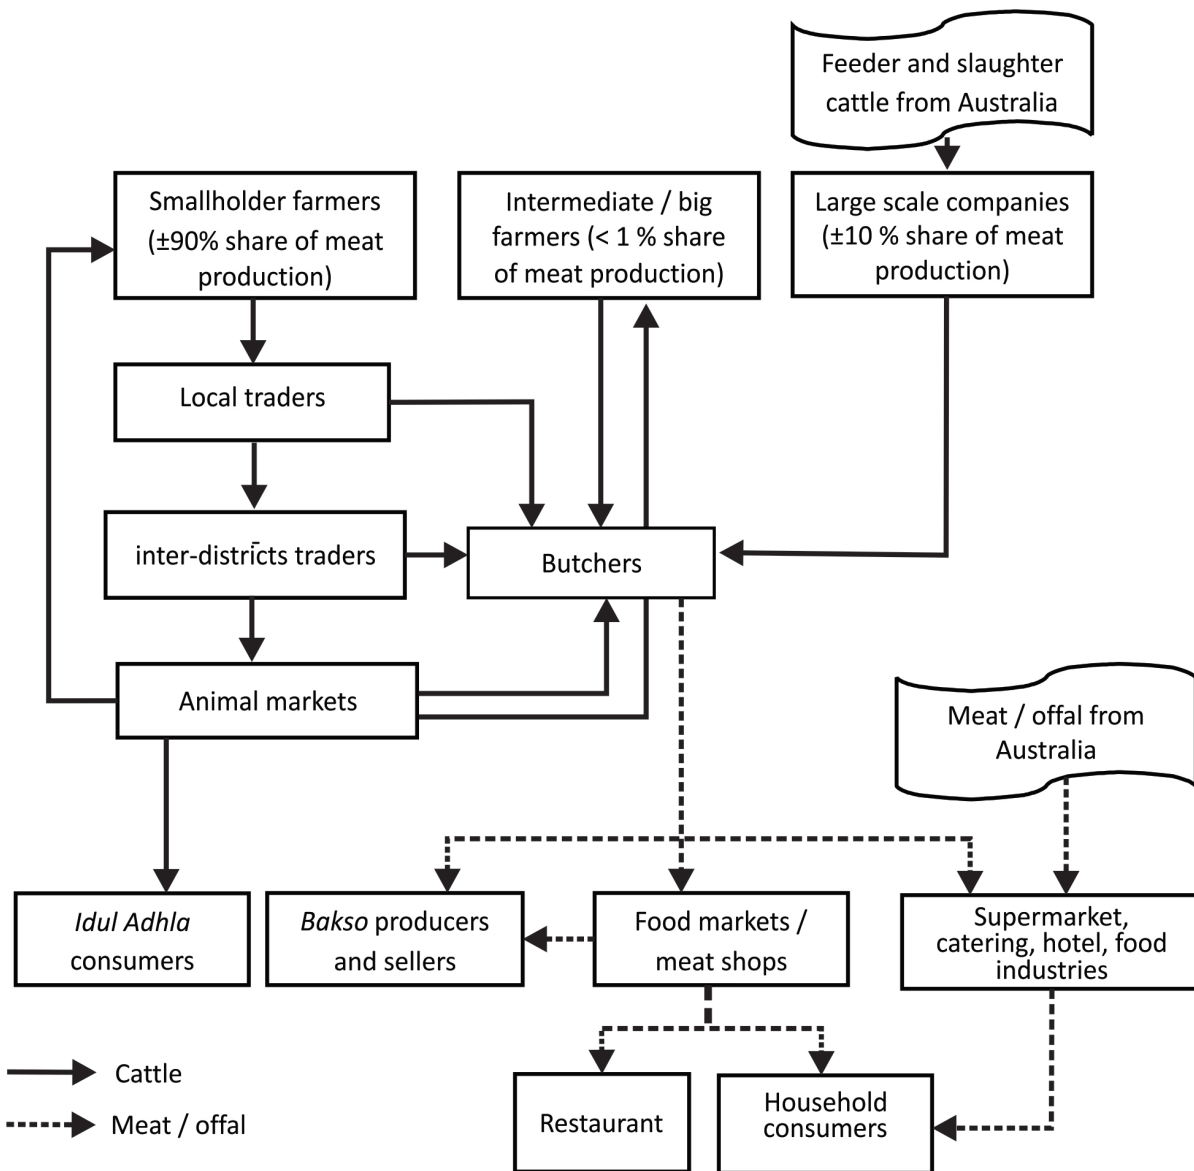 Feeder and slaughter
cattle from Australia
Smallholder farmers
(±90% share of meat
production)
Intermediate / big
farmers (< 1 % share
of meat production)
Large scale companies
(±10 % share of meat
production)
Local traders
inter-districts traders
Butchers
Animal markets
Meat / offal from
Australia
Idul Adhla
consumers
Bakso producers
and sellers
Food markets /
meat shops
Supermarket,
catering, hotel, food
industries
Cattle
Meat / offal
Restaurant
Household
consumers